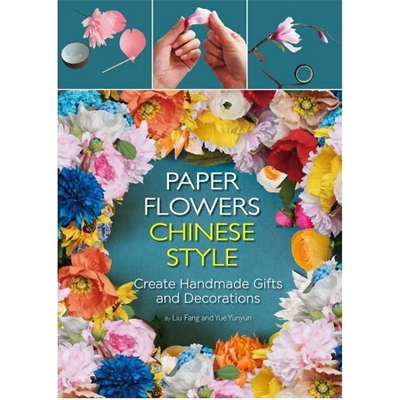 PAPER
FLOWERS
CHINESE
STYLE
Create Handmade Gifts
and Decorations
By Liu Fang and Yue Yunyun